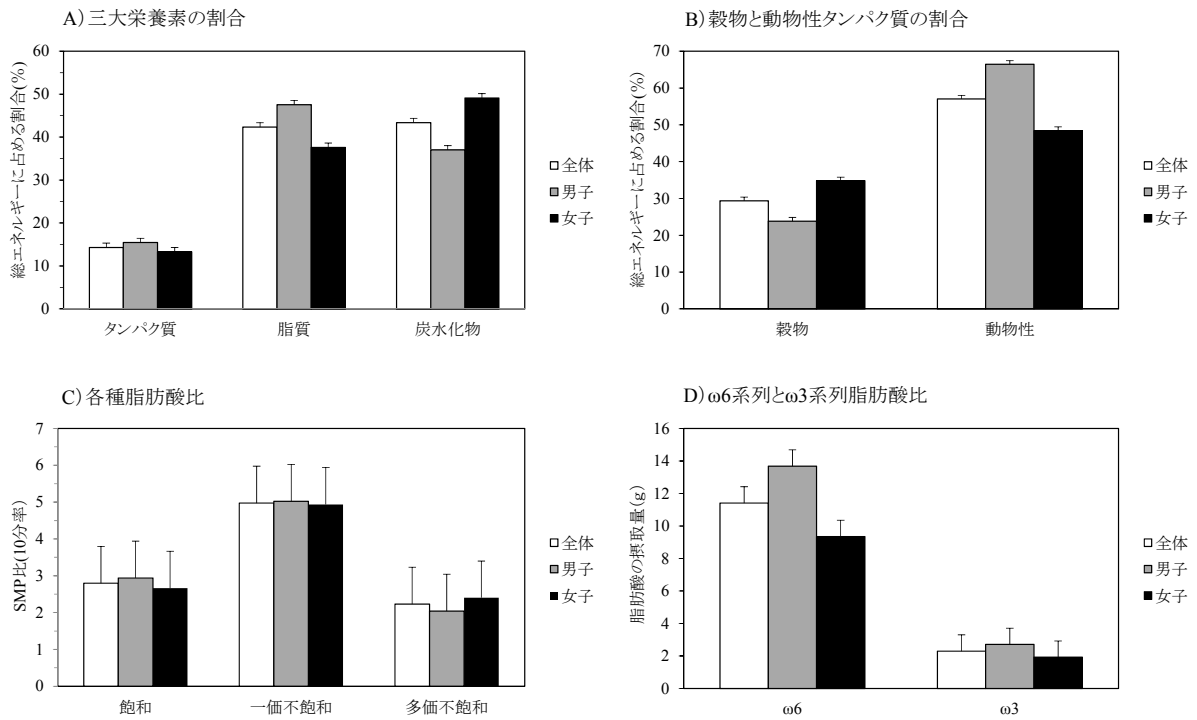 A)三大栄養素の割合
総エネルギーに占める割合(%)
60
50
40
30
20
10
0
タンパク質
脂質
炭水化物
全体
男子
女子
B)穀物と動物性タンパク質の割合
総エネルギーに占める割合(%)
70
60
50
40
30
20
10
0
穀物
動物性
全体
男子
女子
C)各種脂肪酸比
SMP比(10分率)
7
6
5
4
3
2
1
0
飽和
一価不飽和
多価不飽和
全体
男子
女子
D)ω6系列とω3系列脂肪酸比
脂肪酸の摂取量(g)
16
14
12
10
8
6
4
2
0
ω6
ω3
全体
男子
女子